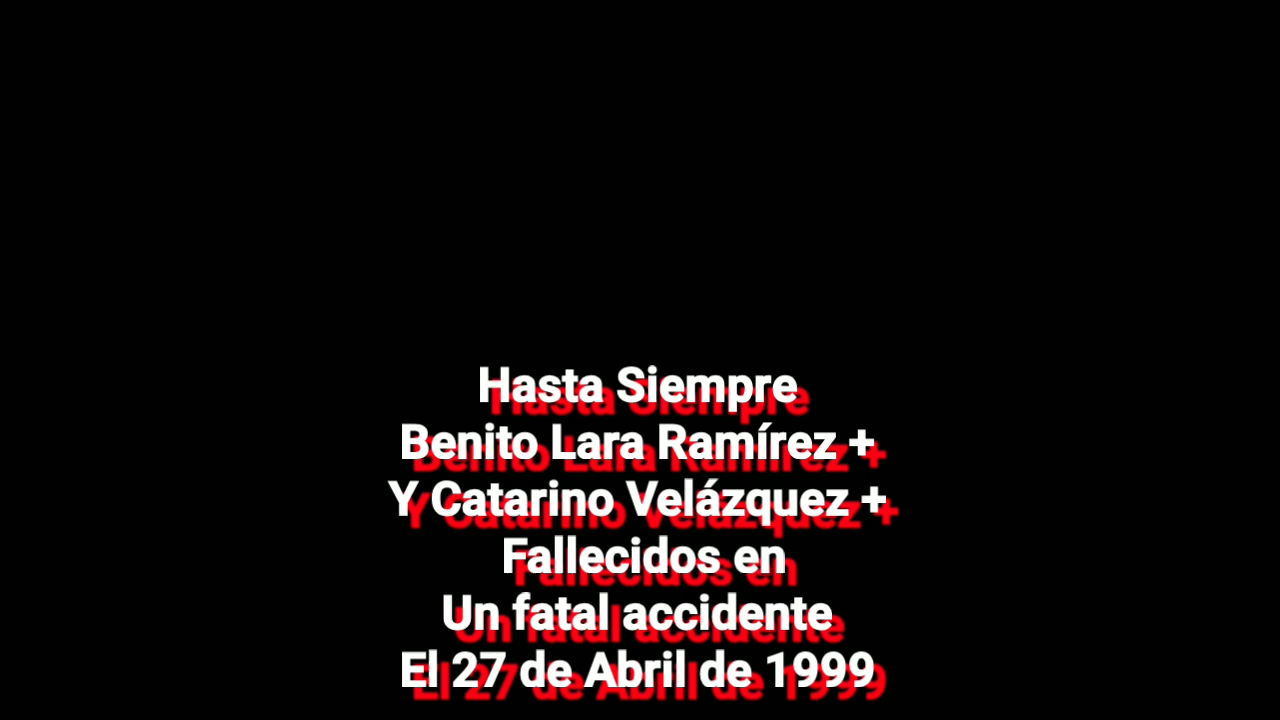 Hasta Siempre
Benito Lara Ramírez +
Y Catarino Velázquez +
Fallecidos en
Un fatal accidente
El 27 de Abril de 1999